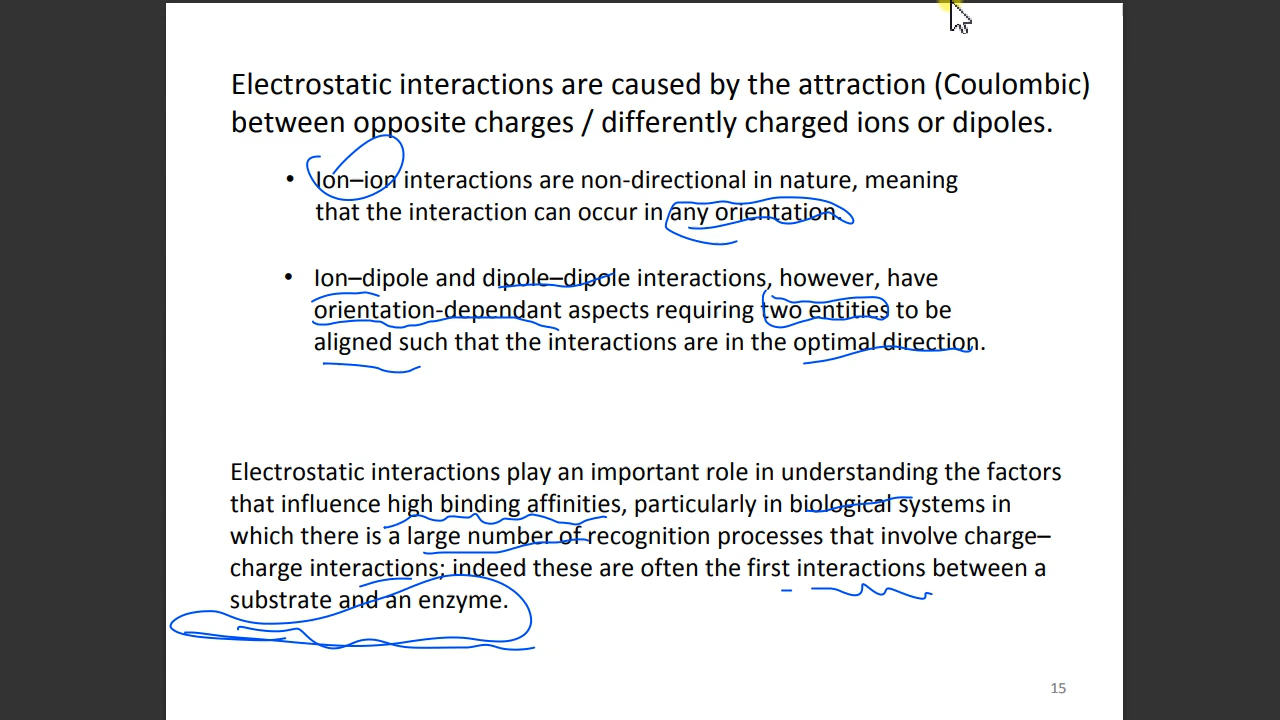 Electrostatic interactions are caused by the attraction (Coulombic)
between opposite charges / differently charged ions or dipoles.
• Ion–ion interactions are non-directional in nature, meaning
that the interaction can occur in any orientation.
• Ion–dipole and dipole–dipole interactions, however, have
orientation-dependant aspects requiring two entities to be
aligned such that the interactions are in the optimal direction.
Electrostatic interactions play an important role in understanding the factors
that influence high binding affinities, particularly in biological systems in
which there is a large number of recognition processes that involve charge–
charge interactions; indeed these are often the first interactions between a
substrate and an enzyme.
15